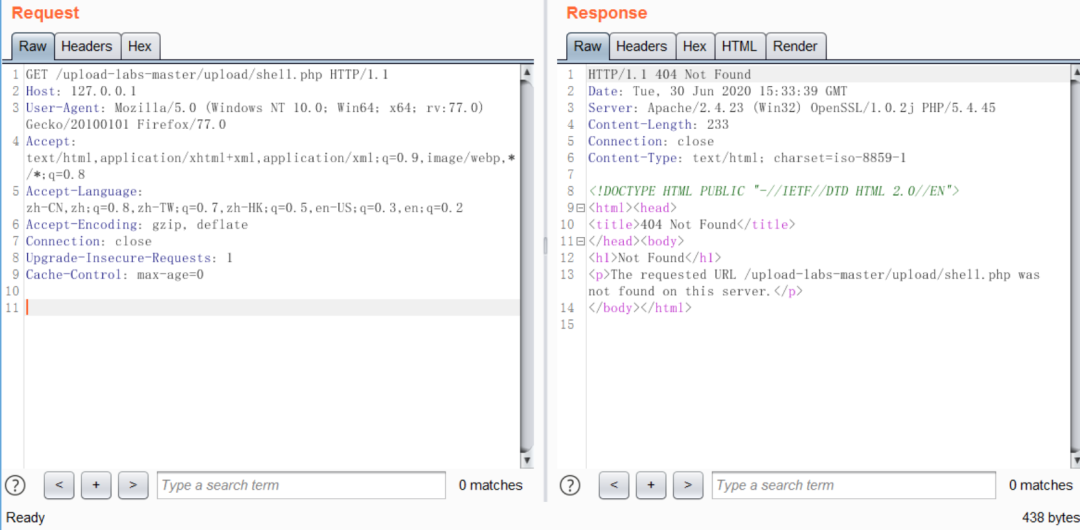 Request
Raw Headers Hex
1 GET /upload-labs-master/upload/shell.php HTTP/1.1
2 Host: 127.0.0.1
3 User-Agent: Mozilla/5.0 (Windows NT 10.0; Win64; x64; rv:77.0)
Gecko/20100101 Firefox/77.0
4 Accept:
text/html,application/xhtml+xml,application/xml;q=0.9,image/webp,*
/*;q=0.8
5 Accept-Language:
zh-CN,zh;q=0.8,zh-TW;q=0.7,zh-HK;q=0.5,en-US;q=0.3,en;q=0.2
6 Accept-Encoding: gzip, deflate
7 Connection: close
8 Upgrade-Insecure-Requests: 1
9 Cache-Control: max-age=0
10
11
? < + > Type a search term 0 matches
Ready
Response
Raw Headers Hex HTML Render
1 HTTP/1.1 404 Not Found
2 Date: Tue, 30 Jun 2020 15:33:39 GMT
3 Server: Apache/2.4.23 (Win32) OpenSSL/1.0.2j PHP/5.4.45
4 Content-Length: 233
5 Connection: close
6 Content-Type: text/html; charset=iso-8859-1
7
8 <!DOCTYPE HTML PUBLIC "-//IETF//DTD HTML 2.0//EN">
9 <html><head>
10 <title>404 Not Found</title>
11 </head><body>
12 <h1>Not Found</h1>
13 <p>The requested URL /upload-labs-master/upload/shell.php was
not found on this server.</p>
14 </body></html>
15
? < + > Type a search term 0 matches
438 bytes